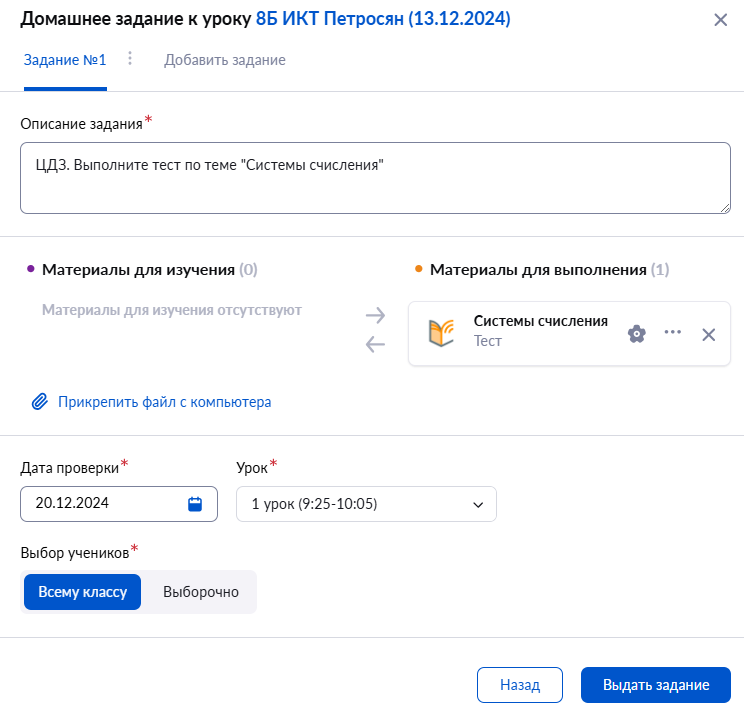 Домашнее задание к уроку 8Б ИКТ Петросян (13.12.2024)
Задание №1
Добавить задание
Описание задания*
ЦДЗ. Выполните тест по теме "Системы счисления"
Материалы для изучения (0)
Материалы для изучения отсутствуют
Материалы для выполнения (1)
Системы счисления
Тест
Прикрепить файл с компьютера
Дата проверки*
20.12.2024
Урок*
1 урок (9:25-10:05)
Выбор учеников*
Всему классу
Выборочно
Назад
Выдать задание